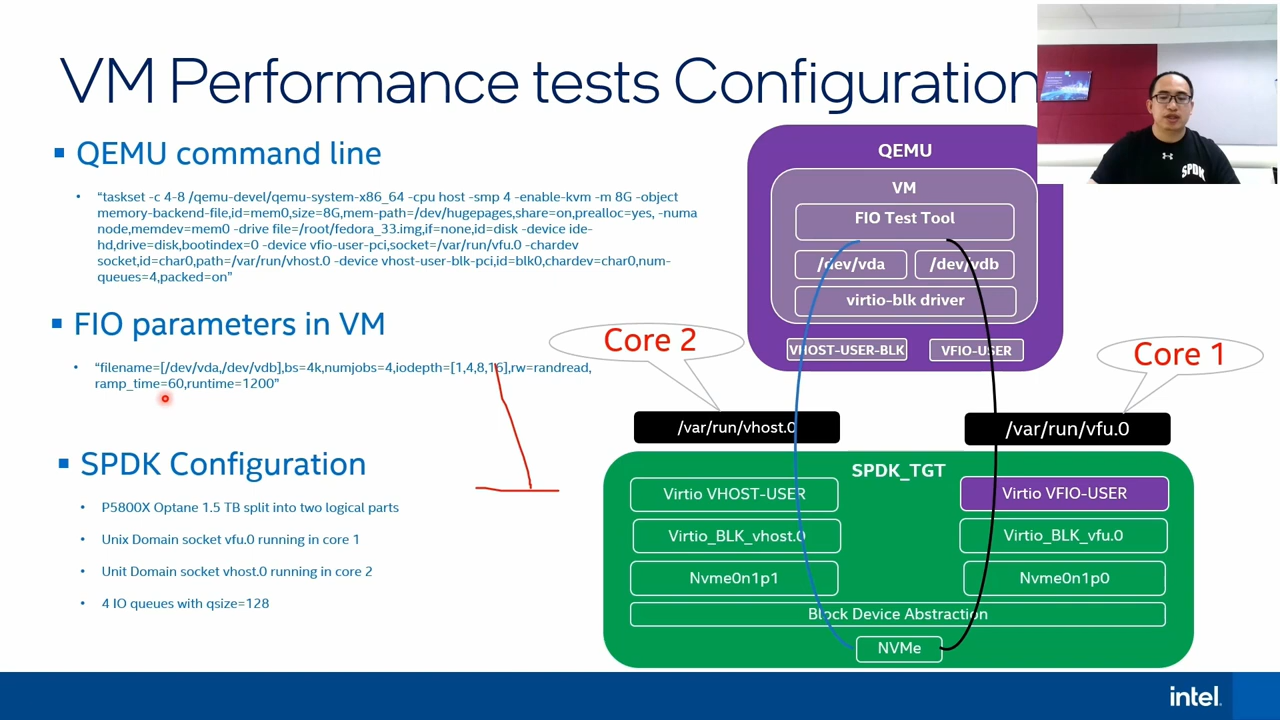 VM Performance tests Configuration
QEMU command line
"taskset -c 4-8 /qemu-devel/qemu-system-x86_64 -cpu host -smp 4 -enable-kvm -m 8G -object
memory-backend-file,id=mem0,size=8G,mem-path=/dev/hugepages,share=on,prealloc=yes, -numa
node,memdev=mem0 -drive file=/root/fedora_33.img,if=none,id=disk -device ide-
hd,drive=disk,bootindex=0 -device vfio-user-pci,socket=/var/run/vfu.0 -chardev
socket,id=char0,path=/var/run/vhost.0 -device vhost-user-blk-pci,id=blk0,chardev=char0,num-
queues=4,packed=on"
FIO parameters in VM
"filename=[/dev/vda,/dev/vdb],bs=4k,numjobs=4,iodepth=[1,4,8,16],rw=randread,
ramp_time=60,runtime=1200"
SPDK Configuration
P5800X Optane 1.5 TB split into two logical parts
Unix Domain socket vfu.0 running in core 1
Unit Domain socket vhost.0 running in core 2
4 IO queues with qsize=128
QEMU
VM
FIO Test Tool
/dev/vda
/dev/vdb
virtio-blk driver
VHOST-USER-BLK
VFIO-USER
Core 2
Core 1
/var/run/vhost.0
/var/run/vfu.0
SPDK_TGT
Virtio VHOST-USER
Virtio VFIO-USER
Virtio_BLK_vhost.0
Virtio_BLK_vfu.0
Nvme0n1p1
Nvme0n1p0
Block Device Abstraction
NVMe
SPDK
intel.